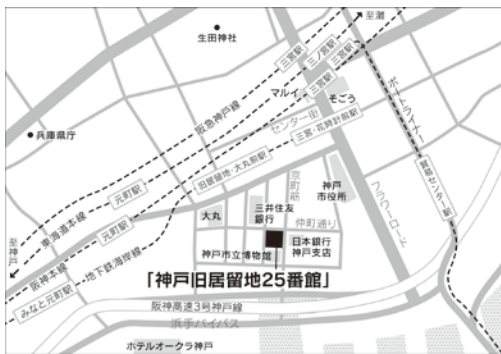 至灘
生田神社
三宮駅
三ノ宮駅
三宮駅
マルイ
そごう
阪急神戸線
センター街
三宮・花時計前駅
ポートライナー
兵庫県庁
旧居留地・大丸前駅
貿易センター駅
元町駅
京町筋
神戸
市役所
フラワーロード
東海道本線
元町駅
大丸
三井住友
銀行
仲町通り
至神戸
阪神本線
地下鉄海岸線
神戸市立博物館
日本銀行
神戸支店
みなと元町駅
「神戸旧居留地25番館」
阪神高速3号神戸線
浜手バイパス
ホテルオークラ神戸